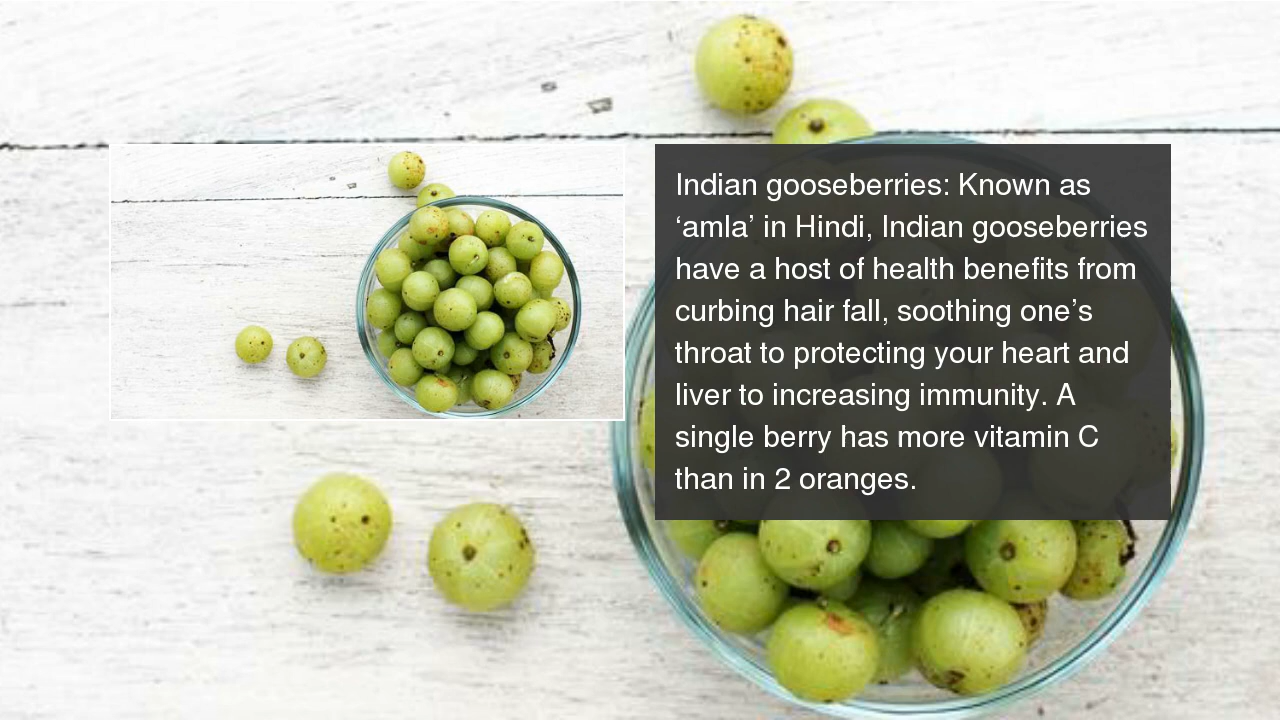 Indian gooseberries: Known as
‘amla’ in Hindi, Indian gooseberries
have a host of health benefits from
curbing hair fall, soothing one’s
throat to protecting your heart and
liver to increasing immunity. A
single berry has more vitamin C
than in 2 oranges.